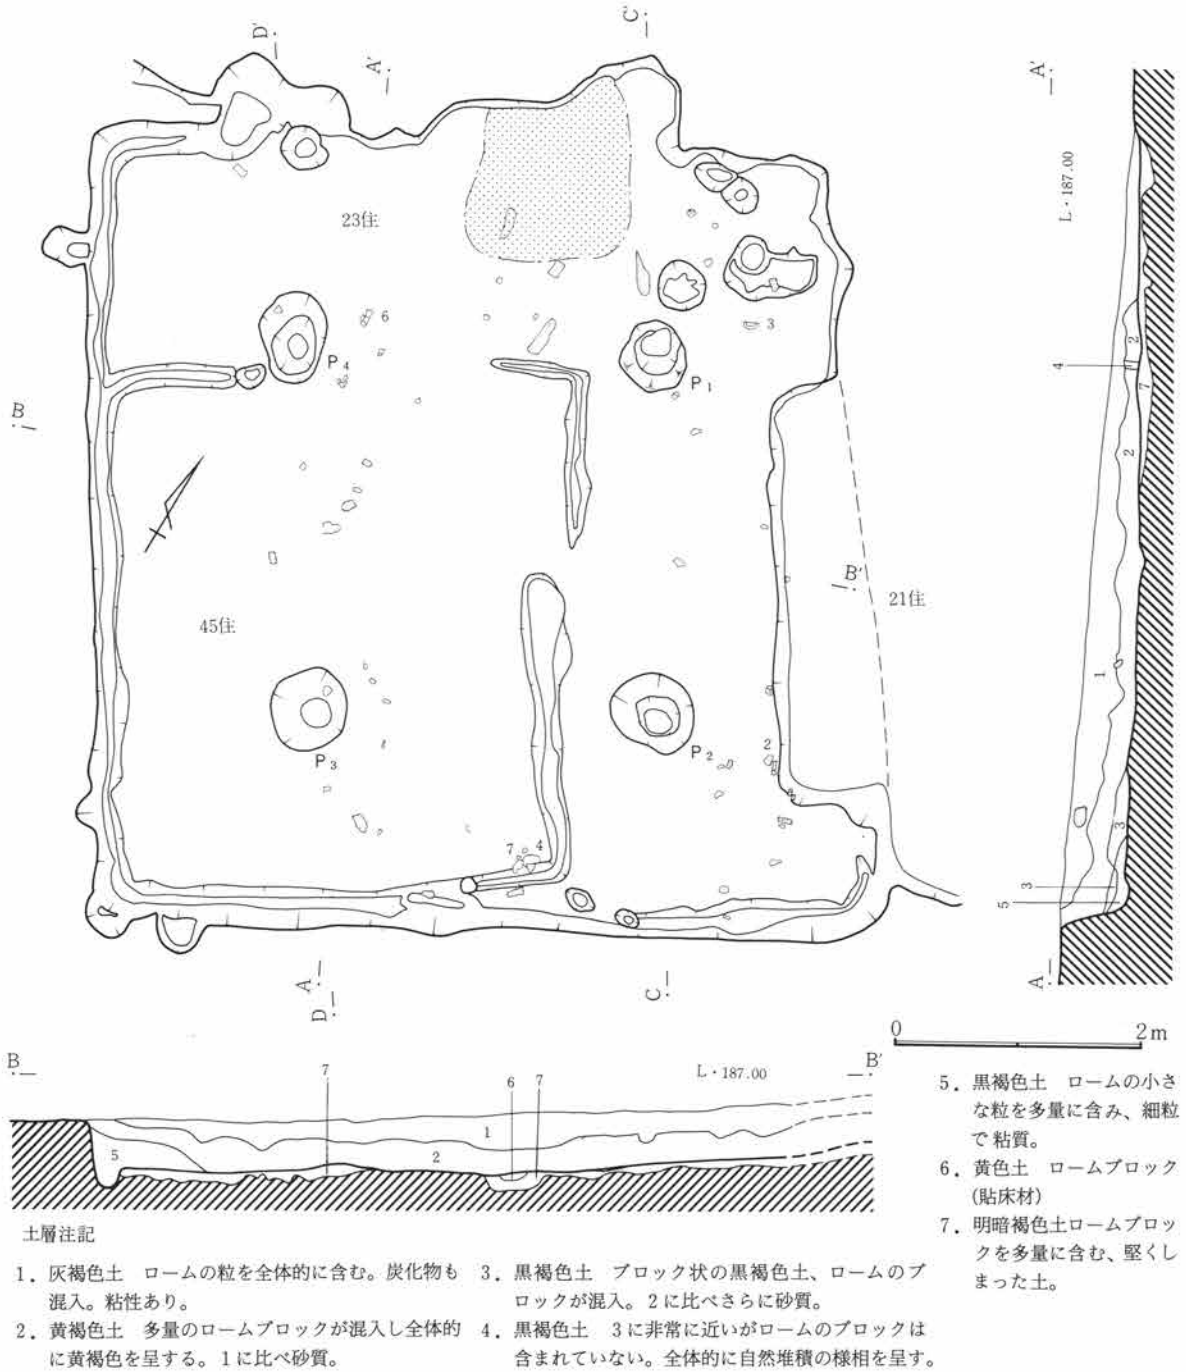 D'
A'
C'
A'
L・187.00
23住
6
3
P4
P1
4
2
7
B
2
B'
21住
45住
1
P3
P2
2
7
4
3
3
5
A
D
C
A
0
2m
B
7
6
7
L・187.00
B'
1
5
2
土層注記
1. 灰褐色土 ロームの粒を全体的に含む。炭化物も
混入。粘性あり。
2. 黄褐色土 多量のロームブロックが混入し全体的
に黄褐色を呈する。1に比べ砂質。
3. 黒褐色土 ブロック状の黒褐色土、ロームのブ
ロックが混入。2に比べさらに砂質。
4. 黒褐色土 3に非常に近いがロームのブロックは
含まれていない。全体的に自然堆積の様相を呈す。
5. 黒褐色土 ロームの小さ
な粒を多量に含み、細粒
で粘質。
6. 黄色土 ロームブロック
(貼床材)
7. 明暗褐色土ロームブロッ
クを多量に含む、堅くし
まった土。